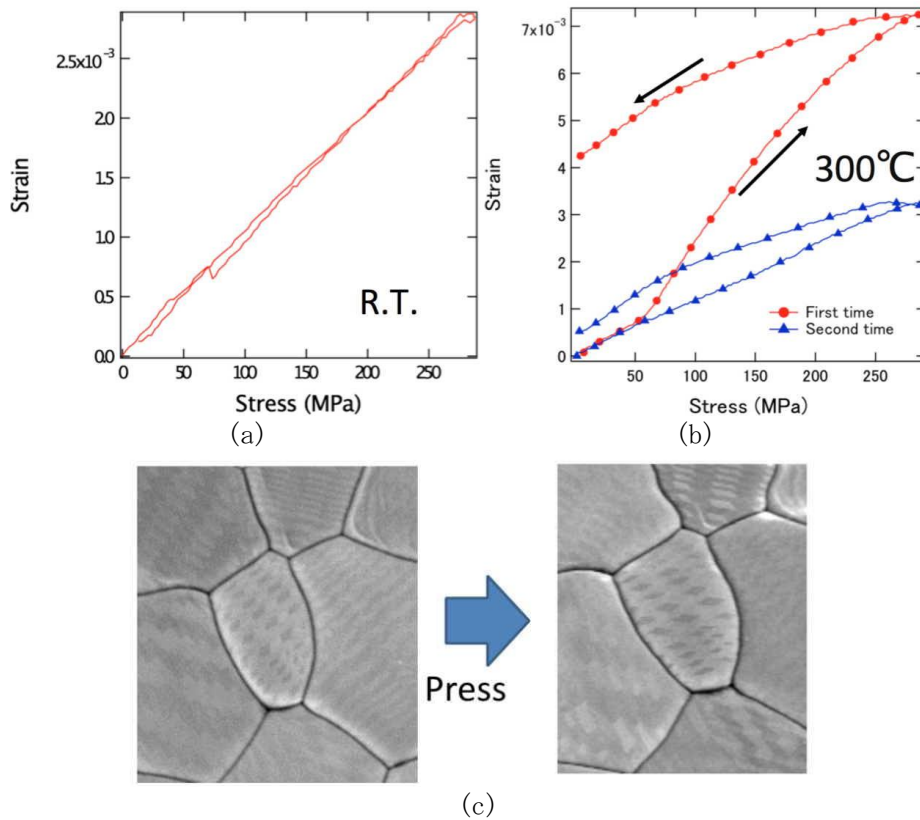 2.5x10⁻³
2.0
1.5
1.0
0.5
0.0
Strain
R.T.
0 50 100 150 200 250
Stress (MPa)
(a)
7x10⁻³
6
5
4
3
2
1
0
Strain
300℃
First time
Second time
50 100 150 200 250
Stress (MPa)
(b)
Press
(c)